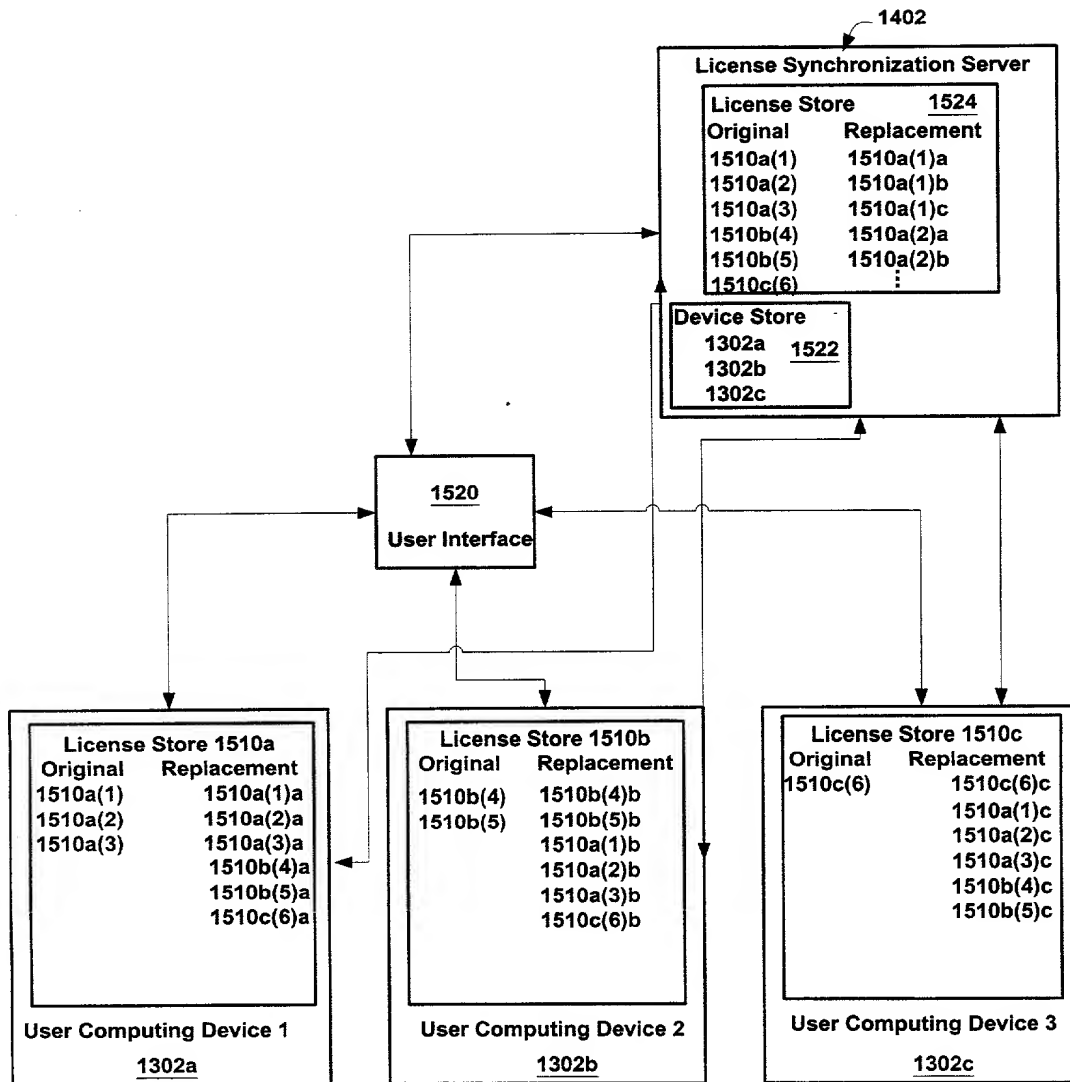 1402
License Synchronization Server
License Store 1524
Original Replacement
1510a(1) 1510a(1)a
1510a(2) 1510a(1)b
1510a(3) 1510a(1)c
1510b(4) 1510a(2)a
1510b(5) 1510a(2)b
1510c(6) ⋮
Device Store
1302a 1522
1302b
1302c
1520
User Interface
License Store 1510a
Original Replacement
1510a(1) 1510a(1)a
1510a(2) 1510a(2)a
1510a(3) 1510a(3)a
1510b(4)a
1510b(5)a
1510c(6)a
User Computing Device 1
1302a
License Store 1510b
Original Replacement
1510b(4) 1510b(4)b
1510b(5) 1510b(5)b
1510a(1)b
1510a(2)b
1510a(3)b
1510c(6)b
User Computing Device 2
1302b
License Store 1510c
Original Replacement
1510c(6) 1510c(6)c
1510a(1)c
1510a(2)c
1510a(3)c
1510b(4)c
1510b(5)c
User Computing Device 3
1302c